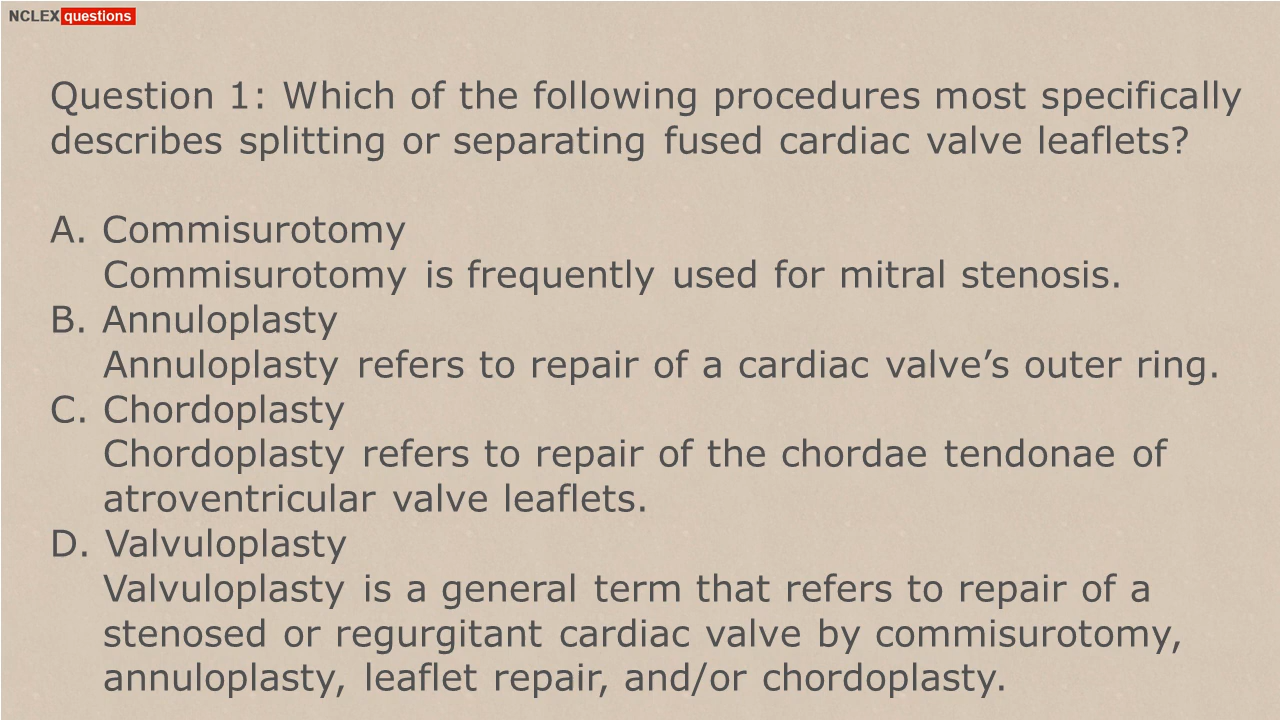 NCLEX questions
Question 1: Which of the following procedures most specifically
describes splitting or separating fused cardiac valve leaflets?
A. Commisurotomy
Commisurotomy is frequently used for mitral stenosis.
B. Annuloplasty
Annuloplasty refers to repair of a cardiac valve’s outer ring.
C. Chordoplasty
Chordoplasty refers to repair of the chordae tendonae of
atroventricular valve leaflets.
D. Valvuloplasty
Valvuloplasty is a general term that refers to repair of a
stenosed or regurgitant cardiac valve by commisurotomy,
annuloplasty, leaflet repair, and/or chordoplasty.